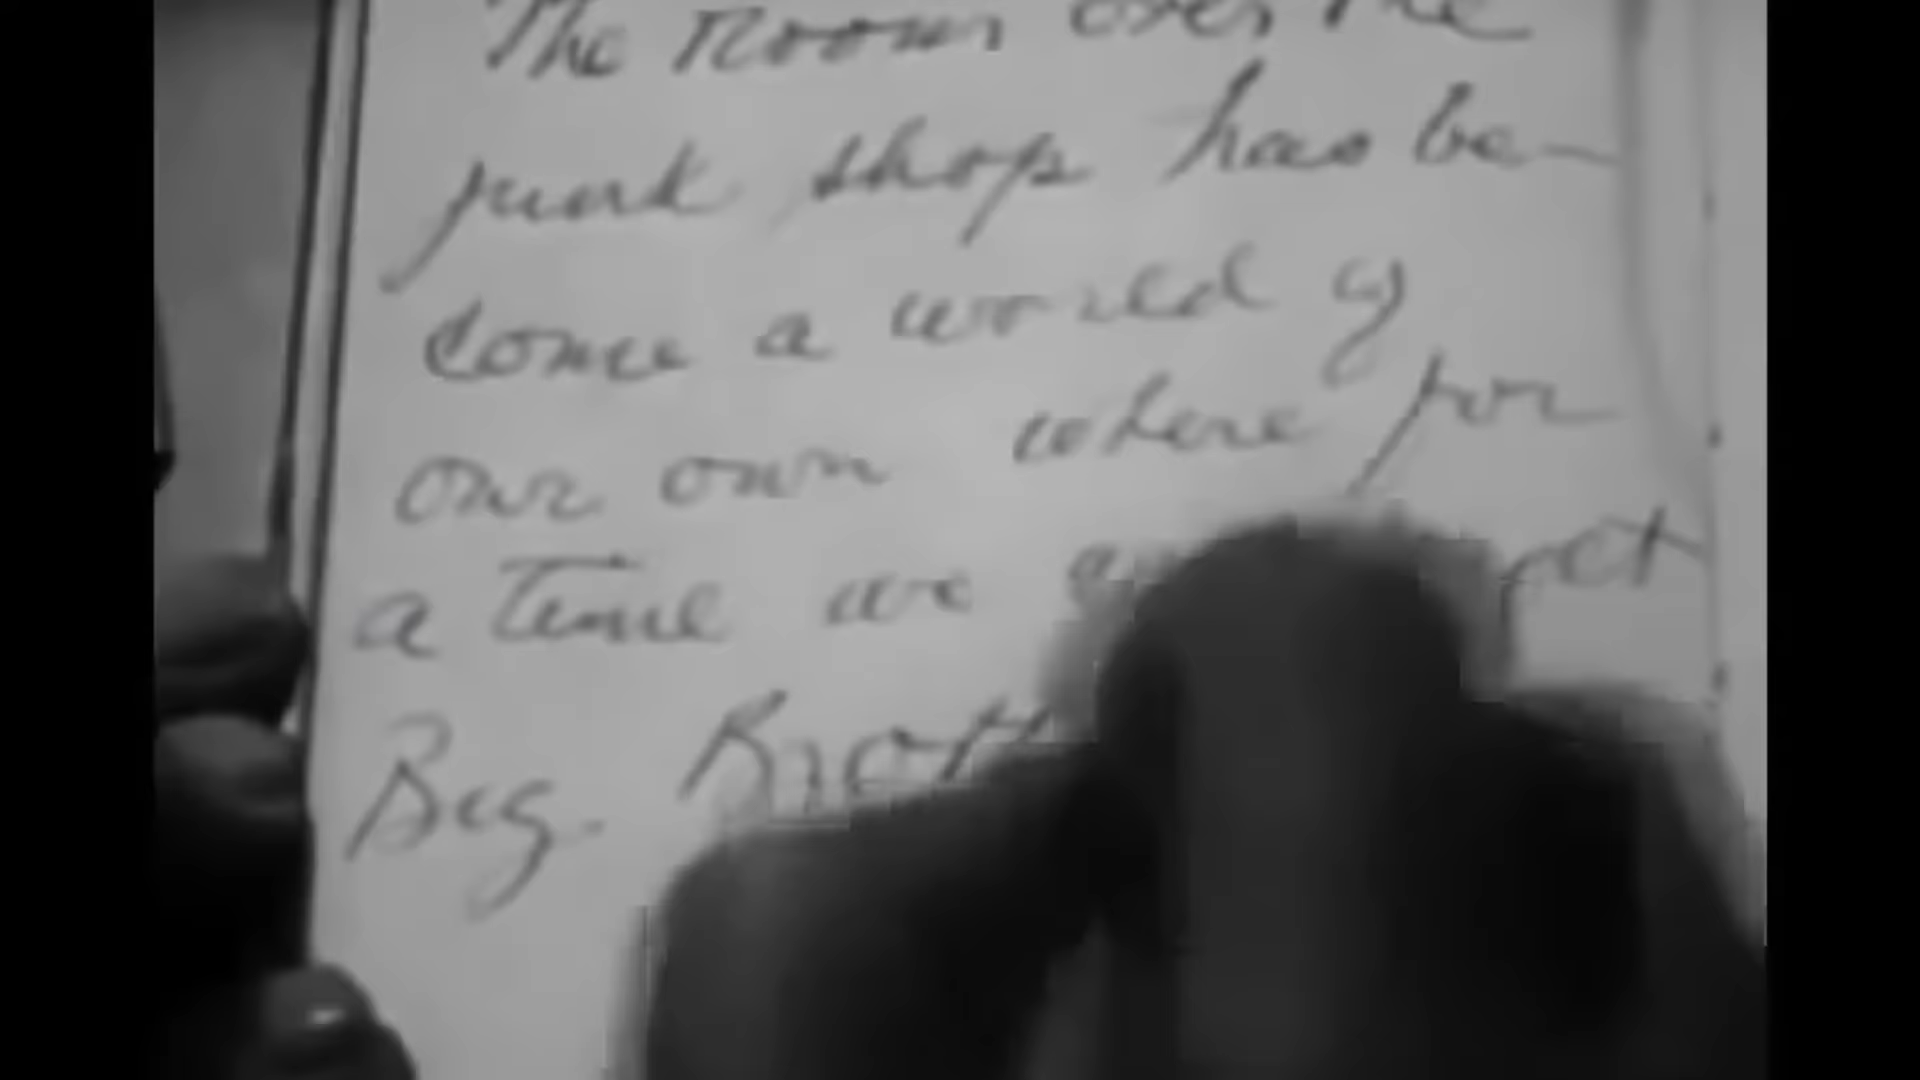 The Room over the
junk shop has be-
come a world of
our own where for
a time we
Big